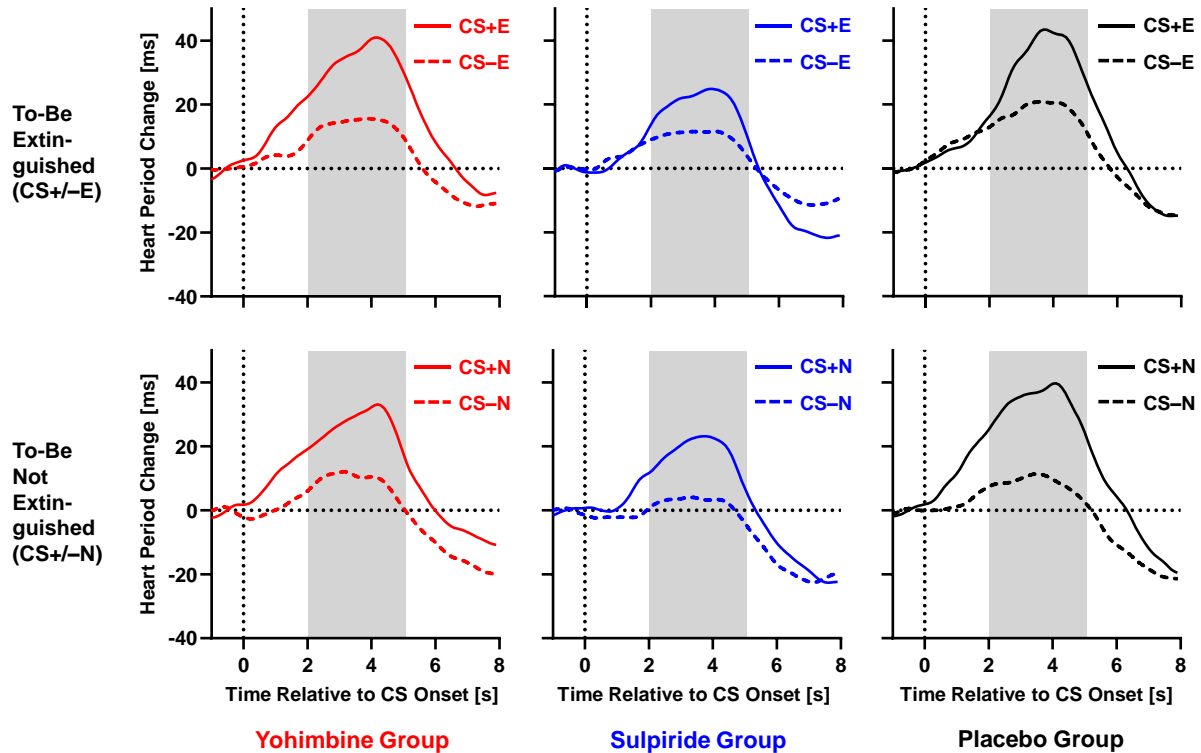 To-Be
Extin-
guished
(CS+/–E)
Heart Period Change [ms]
40
20
0
-20
-40
CS+E
CS–E
CS+E
CS–E
CS+E
CS–E
To-Be
Not
Extin-
guished
(CS+/–N)
Heart Period Change [ms]
40
20
0
-20
-40
CS+N
CS–N
CS+N
CS–N
CS+N
CS–N
0 2 4 6 8
0 2 4 6 8
0 2 4 6 8
Time Relative to CS Onset [s]
Time Relative to CS Onset [s]
Time Relative to CS Onset [s]
Yohimbine Group
Sulpiride Group
Placebo Group